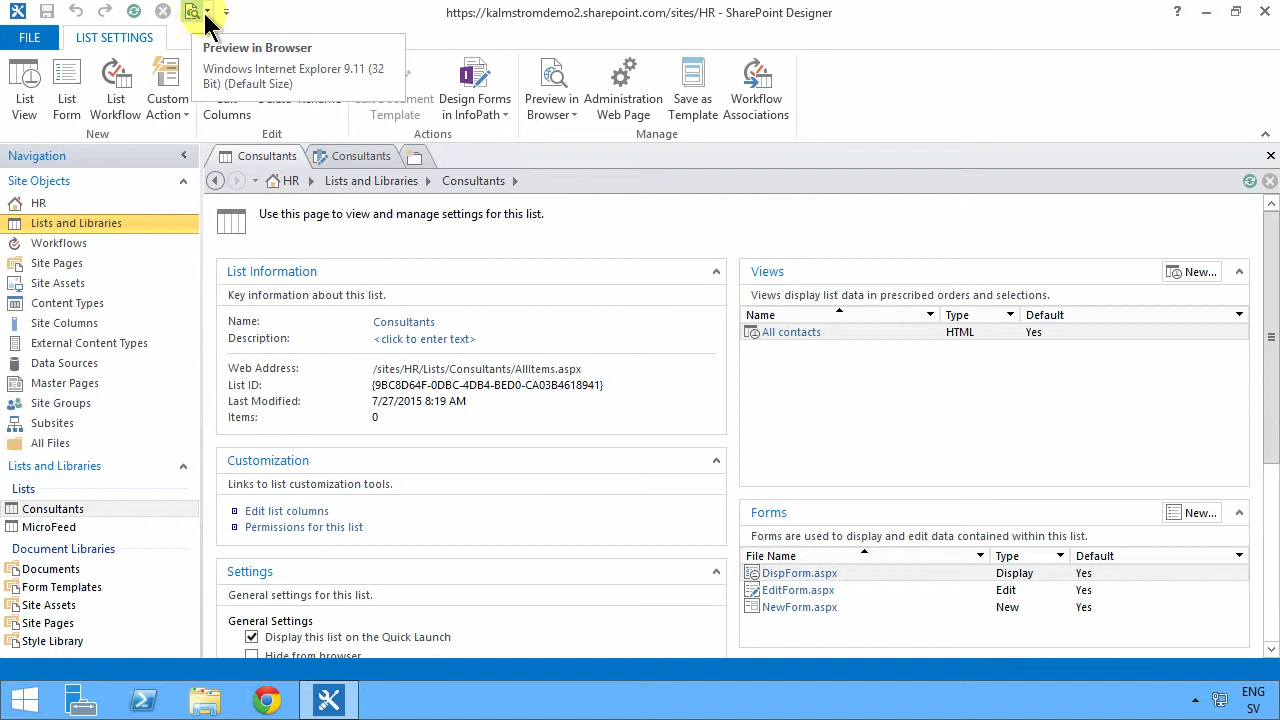 https://kalmstromdemo2.sharepoint.com/sites/HR - SharePoint Designer
?
FILE
LIST SETTINGS
Preview in Browser
Windows Internet Explorer 9.11 (32
Bit) (Default Size)
List
View
List
Form
List
Workflow
Custom
Action
Columns
Template
Design Forms
in InfoPath
Preview in
Browser
Administration
Web Page
Save as
Template
Workflow
Associations
New
Edit
Actions
Manage
Navigation
Consultants
Consultants
Site Objects
HR
Lists and Libraries
Consultants
HR
Lists and Libraries
Workflows
Site Pages
Site Assets
Content Types
Site Columns
External Content Types
Data Sources
Master Pages
Site Groups
Subsites
All Files
Lists and Libraries
Lists
Consultants
MicroFeed
Document Libraries
Documents
Form Templates
Site Assets
Site Pages
Style Library
Use this page to view and manage settings for this list.
List Information
Key information about this list.
Name: Consultants
Description: <click to enter text>
Web Address: /sites/HR/Lists/Consultants/AllItems.aspx
List ID: {9BC8D64F-0DBC-4DB4-BED0-CA03B4618941}
Last Modified: 7/27/2015 8:19 AM
Items: 0
Customization
Links to list customization tools.
Edit list columns
Permissions for this list
Settings
General settings for this list.
General Settings
Display this list on the Quick Launch
Hide from browser
Views
New...
Views display list data in prescribed orders and selections.
Name Type Default
All contacts HTML Yes
Forms
New...
Forms are used to display and edit data contained within this list.
File Name Type Default
DispForm.aspx Display Yes
EditForm.aspx Edit Yes
NewForm.aspx New Yes
ENG
SV